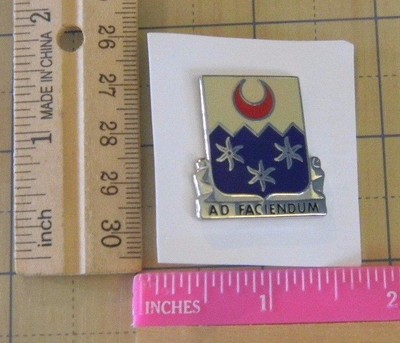 MADE IN CHINA
2
1
inch
26
27
28
29
30
AD FACIENDUM
INCHES
1
2